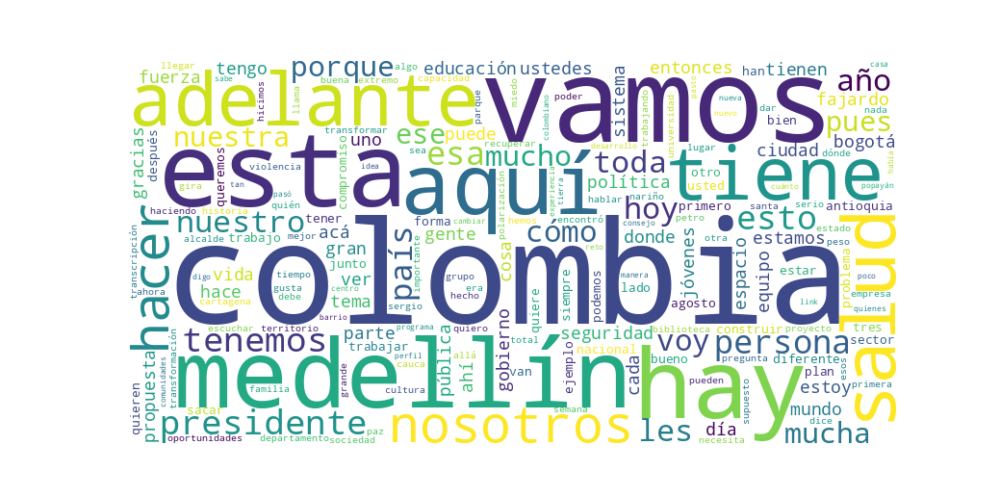 colombia
vamos
esta
medellín
adelante
aquí
tiene
hay
salud
hacer
nosotros
presidente
persona
tenemos
país
esto
nuestro
nuestra
mucho
toda
hoy
cómo
voy
les
mucha
porque
esa
ese
año
pues
gracias
fuerza
tengo
educación
ustedes
entonces
tienen
fajardo
bogotá
ciudad
sistema
política
puede
uno
queremos
compromiso
después
violencia
gira
quién
tan
pasó
idea
transformar
hicimos
llegar
sabe
buena
extremo
algo
llama
capacidad
parque
miedo
poder
colombiano
recuperar
sea
trabajando
universidad
desarrollo
pasto
nueva
nuevo
han
dar
bien
nada
casa
había
dónde
popayán
cuánto
otro
usted
lugar
hablar
nariño
petro
primero
santa
serio
antioquia
tierra
experiencia
polarización
hemos
cambiar
encontró
reto
consejo
otra
estado
peso
estamos
espacio
equipo
jóvenes
donde
gente
cosa
forma
acá
tener
gran
junto
ver
tema
vida
hace
trabajo
alcalde
mejor
haciendo
historia
transcripción
ahora
digo
gusta
debe
tiempo
cartagena
centro
sergio
importante
grupo
era
hecho
siempre
quiere
podemos
lado
manera
agosto
estar
problema
poco
empresa
quienes
link
tres
sector
construir
proyecto
biblioteca
seguridad
nacional
total
gobierno
quiero
programa
parte
trabajar
escuchar
territorio
barrio
perfil
allá
cauca
ahí
pública
van
ejemplo
cada
bueno
pregunta
diferente
plan
estoy
primera
esos
mundo
dice
supuesto
pueden
día
necesita
semana
cultura
grande
familia
transformación
comunidades
propuesta
quieren
sacar
oportunidades
departamento
sociedad
paz